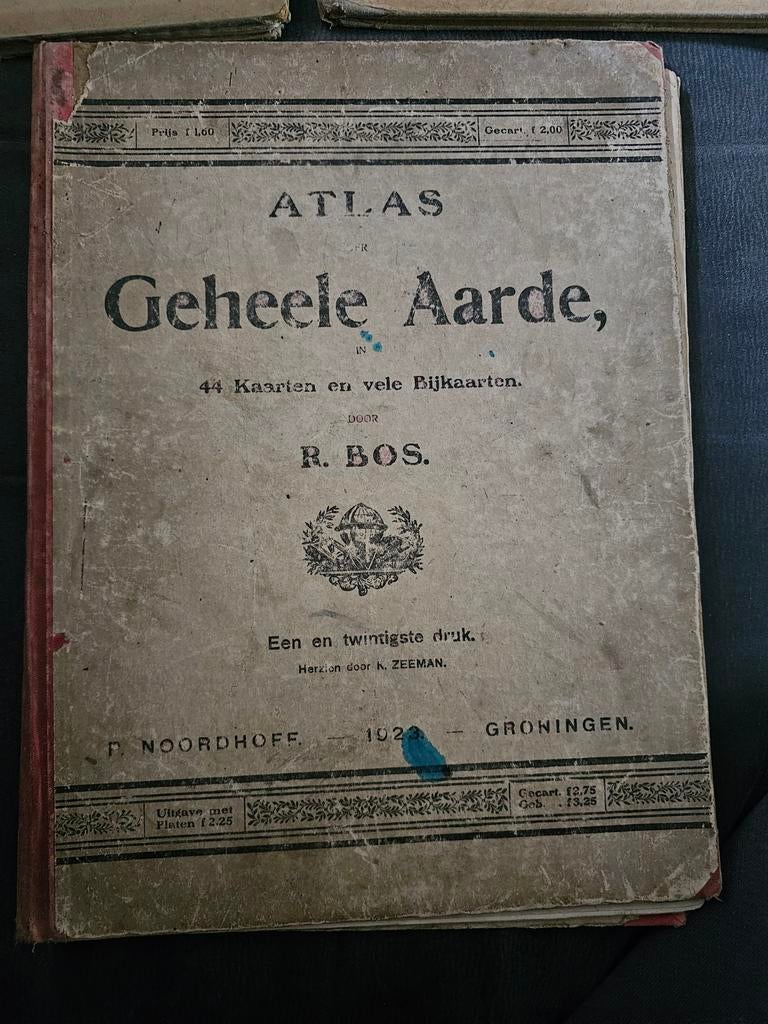 Prijs f 1,60
Gecart. f 2,00
ATLAS
Geheele Aarde,
IN
44 Kaarten en vele Bijkaarten.
DOOR
R. BOS.
Een en twintigste druk.
Herzien door K. ZEEMAN.
P. NOORDHOFF. — 1923. — GRONINGEN.
Uitgave met
Platen f 2.25
Gecart. f 2,75
Geb. . f 3,25